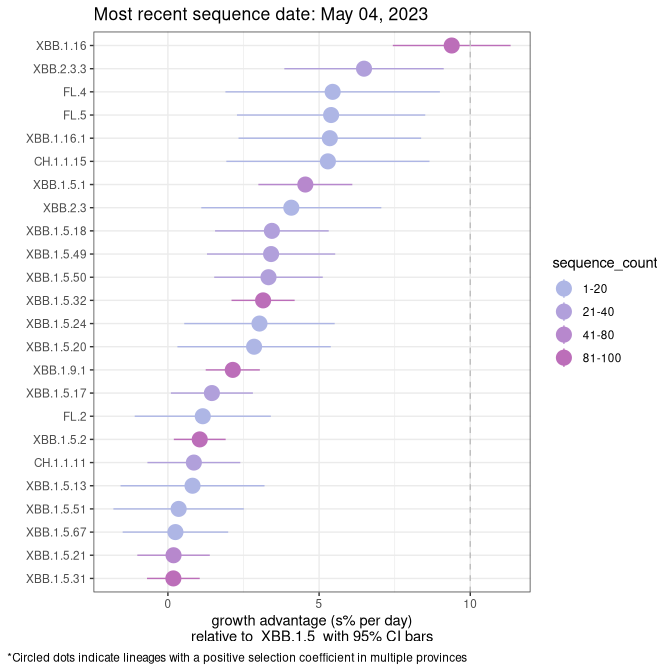 Most recent sequence date: May 04, 2023
XBB.1.16
XBB.2.3.3
FL.4
FL.5
XBB.1.16.1
CH.1.1.15
XBB.1.5.1
XBB.2.3
XBB.1.5.18
XBB.1.5.49
XBB.1.5.50
XBB.1.5.32
XBB.1.5.24
XBB.1.5.20
XBB.1.9.1
XBB.1.5.17
FL.2
XBB.1.5.2
CH.1.1.11
XBB.1.5.13
XBB.1.5.51
XBB.1.5.67
XBB.1.5.21
XBB.1.5.31
0 5 10
growth advantage (s% per day)
relative to XBB.1.5 with 95% CI bars
sequence_count
1-20
21-40
41-80
81-100
*Circled dots indicate lineages with a positive selection coefficient in multiple provinces